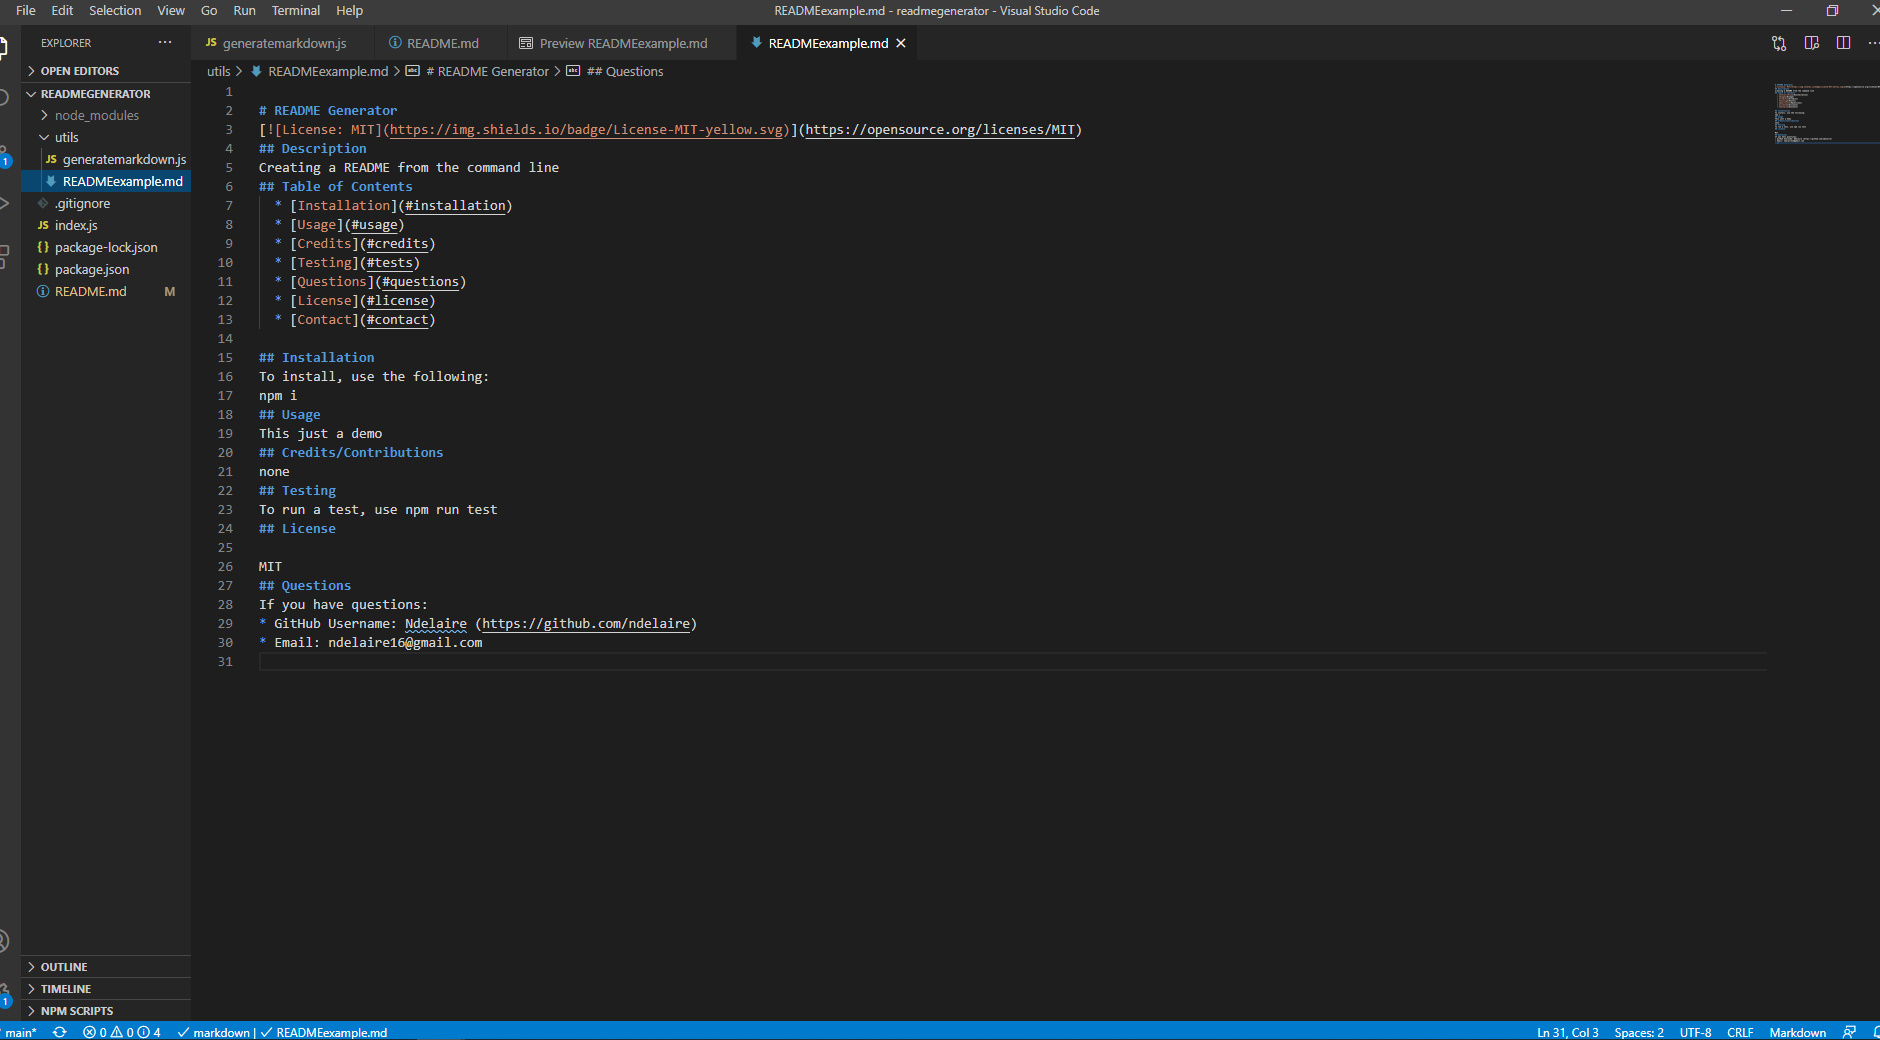 File Edit Selection View Go Run Terminal Help
READMEexample.md - readmegenerator - Visual Studio Code
EXPLORER
OPEN EDITORS
READMEGENERATOR
node_modules
utils
JS generatemarkdown.js
READMEexample.md
.gitignore
JS index.js
{} package-lock.json
{} package.json
README.md M
OUTLINE
TIMELINE
NPM SCRIPTS
1
1
JS generatemarkdown.js README.md Preview READMEexample.md READMEexample.md
utils > READMEexample.md > # README Generator > ## Questions
1
2 # README Generator
3 [![License: MIT](https://img.shields.io/badge/License-MIT-yellow.svg)](https://opensource.org/licenses/MIT)
4 ## Description
5 Creating a README from the command line
6 ## Table of Contents
7 * [Installation](#installation)
8 * [Usage](#usage)
9 * [Credits](#credits)
10 * [Testing](#tests)
11 * [Questions](#questions)
12 * [License](#license)
13 * [Contact](#contact)
14
15 ## Installation
16 To install, use the following:
17 npm i
18 ## Usage
19 This just a demo
20 ## Credits/Contributions
21 none
22 ## Testing
23 To run a test, use npm run test
24 ## License
25
26 MIT
27 ## Questions
28 If you have questions:
29 * GitHub Username: Ndelaire (https://github.com/ndelaire)
30 * Email: ndelaire16@gmail.com
31
main* 0 0 4 markdown | READMEexample.md
Ln 31, Col 3 Spaces: 2 UTF-8 CRLF Markdown